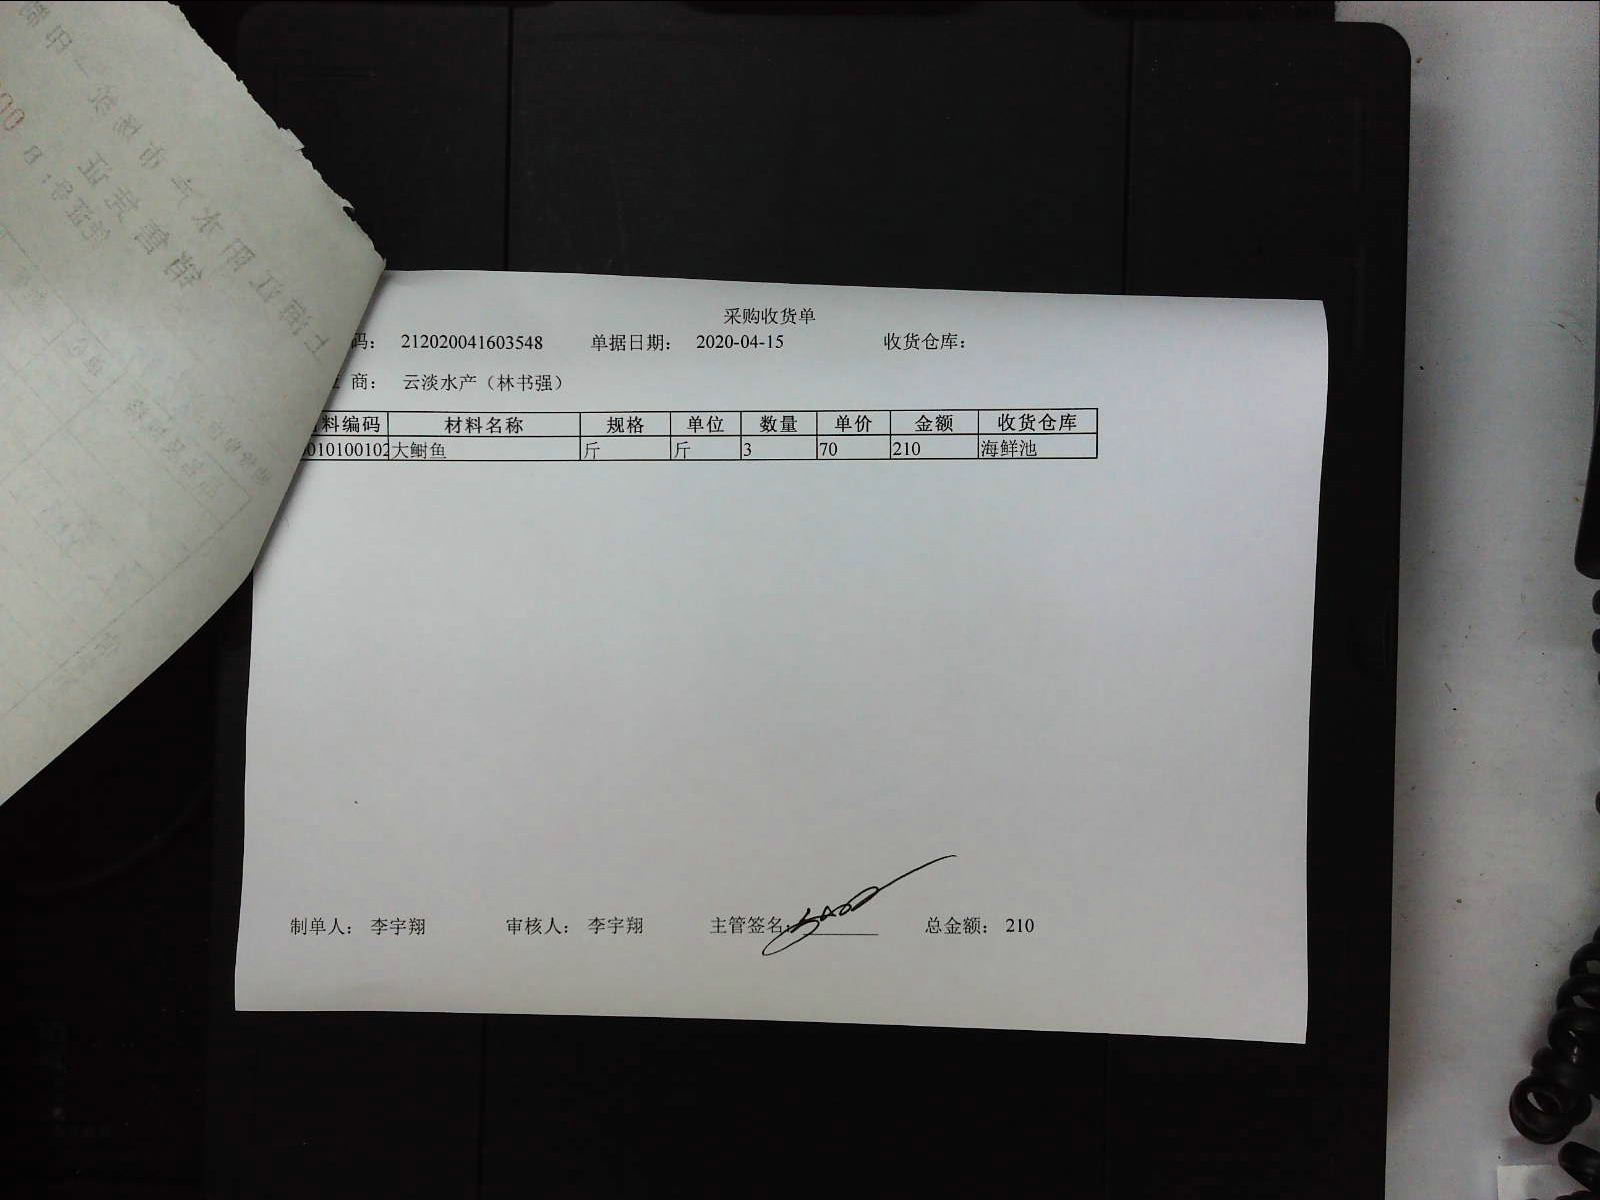 采购收货单
码： 212020041603548 单据日期： 2020-04-15 收货仓库：
商： 云淡水产（林书强）
料编码 材料名称 规格 单位 数量 单价 金额 收货仓库
010100102 大鲥鱼 斤 斤 3 70 210 海鲜池
制单人： 李宇翔 审核人： 李宇翔 主管签名： 总金额： 210